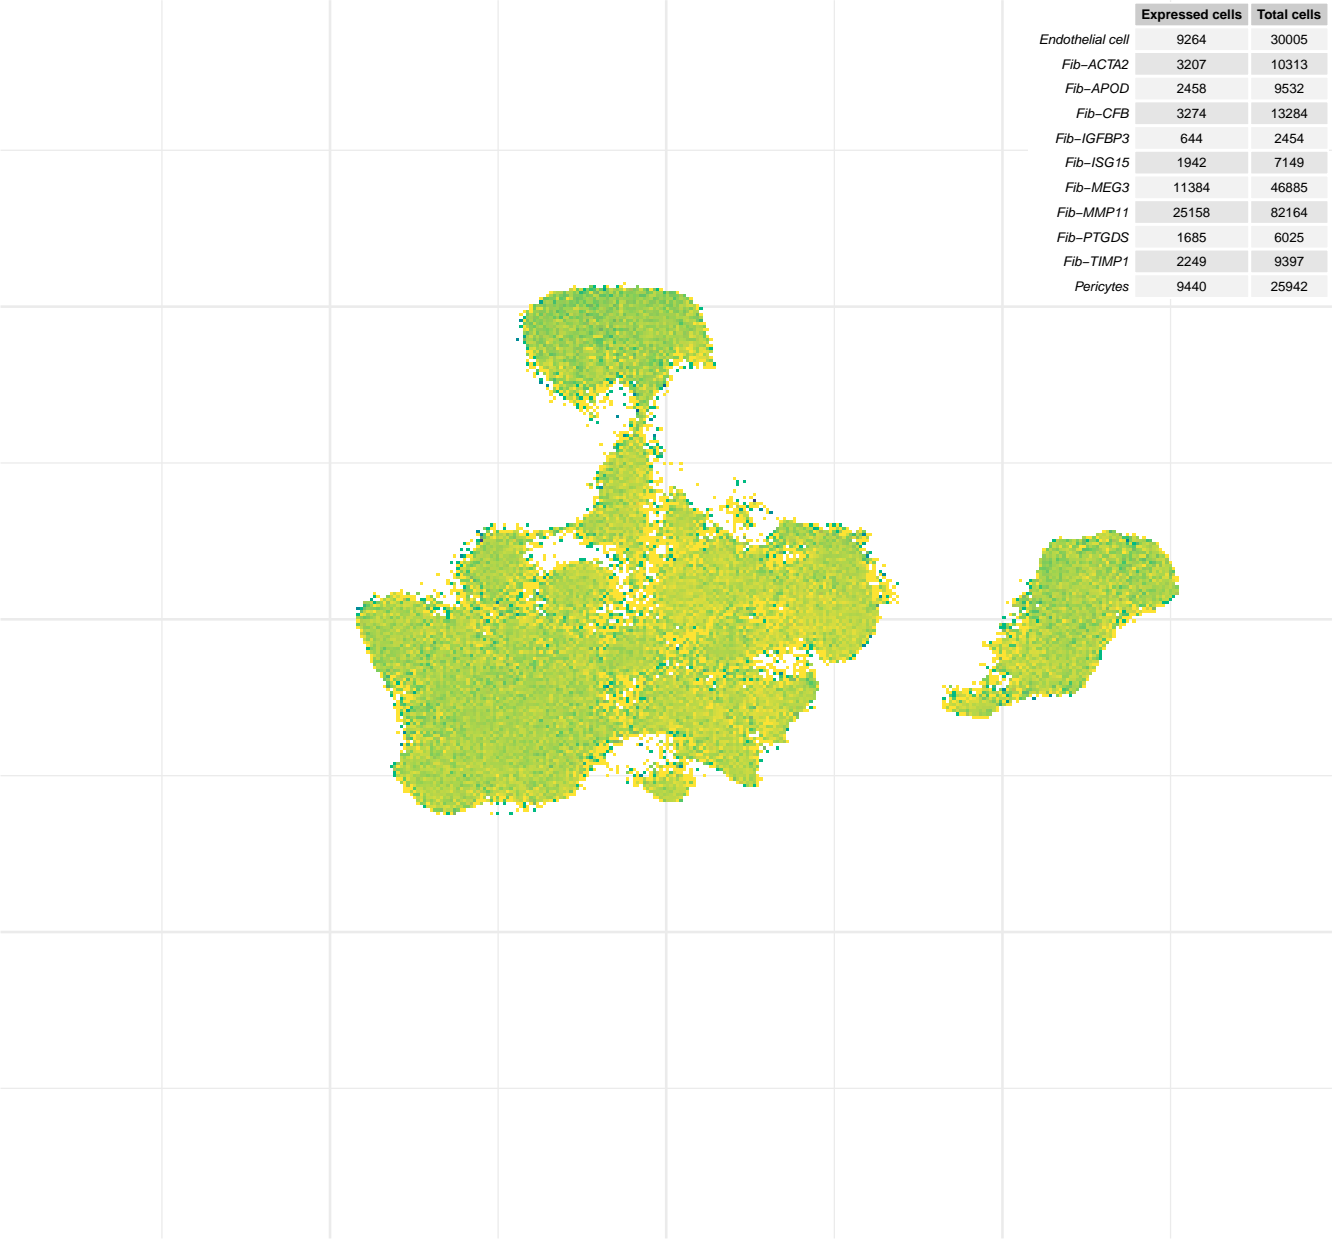 Expressed cells Total cells
Endothelial cell 9264 30005
Fib−ACTA2 3207 10313
Fib−APOD 2458 9532
Fib−CFB 3274 13284
Fib−IGFBP3 644 2454
Fib−ISG15 1942 7149
Fib−MEG3 11384 46885
Fib−MMP11 25158 82164
Fib−PTGDS 1685 6025
Fib−TIMP1 2249 9397
Pericytes 9440 25942